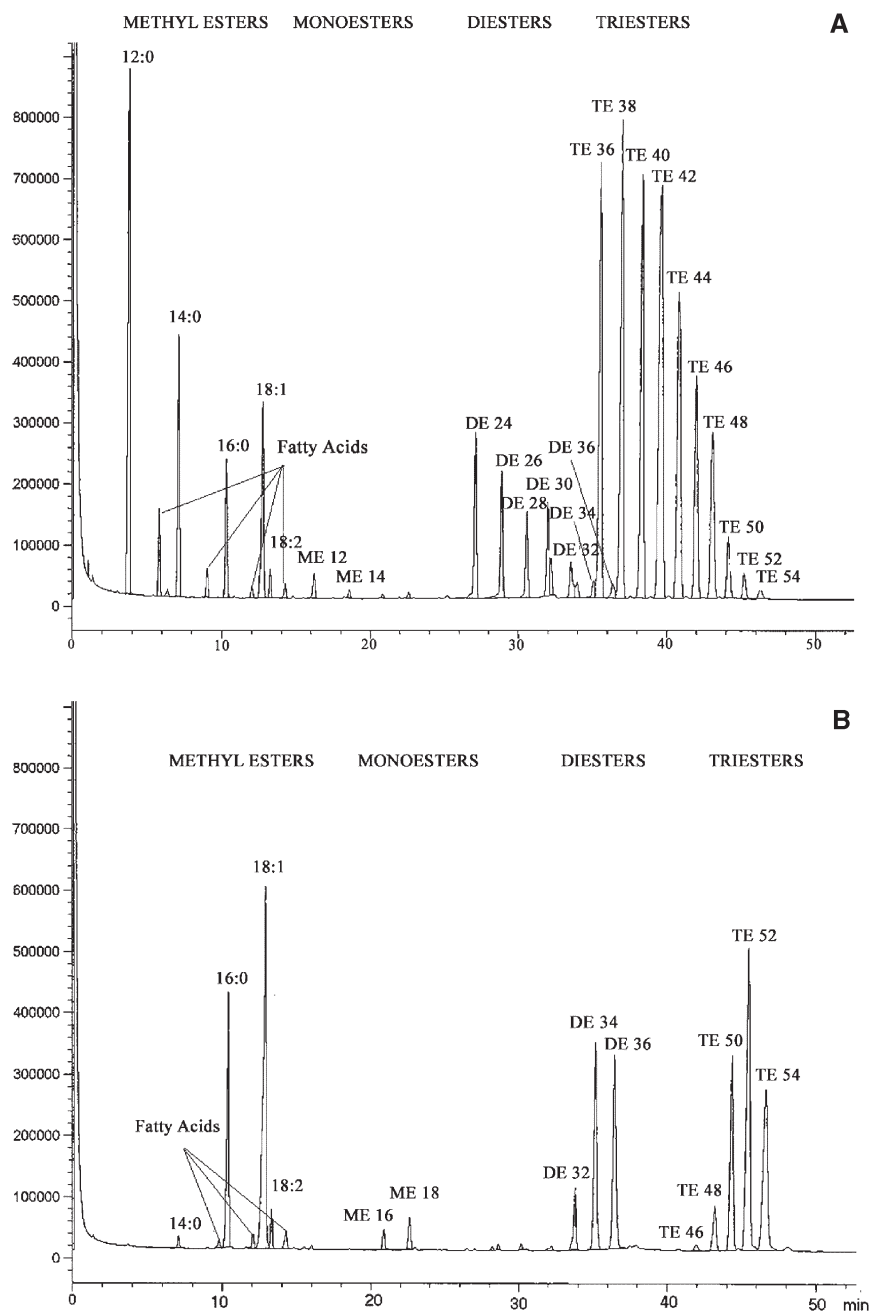 METHYL ESTERS MONOESTERS DIESTERS TRIESTERS A
12:0
800000
TE 38
TE 36
TE 40
700000
TE 42
600000
500000
TE 44
14:0
400000
TE 46
18:1
300000
DE 24
TE 48
16:0
Fatty Acids
DE 36
200000
DE 26
DE 30
DE 28
DE 34
TE 50
100000
18:2
ME 12
DE 32
TE 52
ME 14
TE 54
0
0 10 20 30 40 50
B
METHYL ESTERS MONOESTERS DIESTERS TRIESTERS
800000
700000
18:1
600000
TE 52
500000
16:0
400000
DE 34
TE 50
DE 36
300000
TE 54
200000
Fatty Acids
DE 32
18:2
ME 18
TE 48
100000
14:0
ME 16
TE 46
0
0 10 20 30 40 50 min